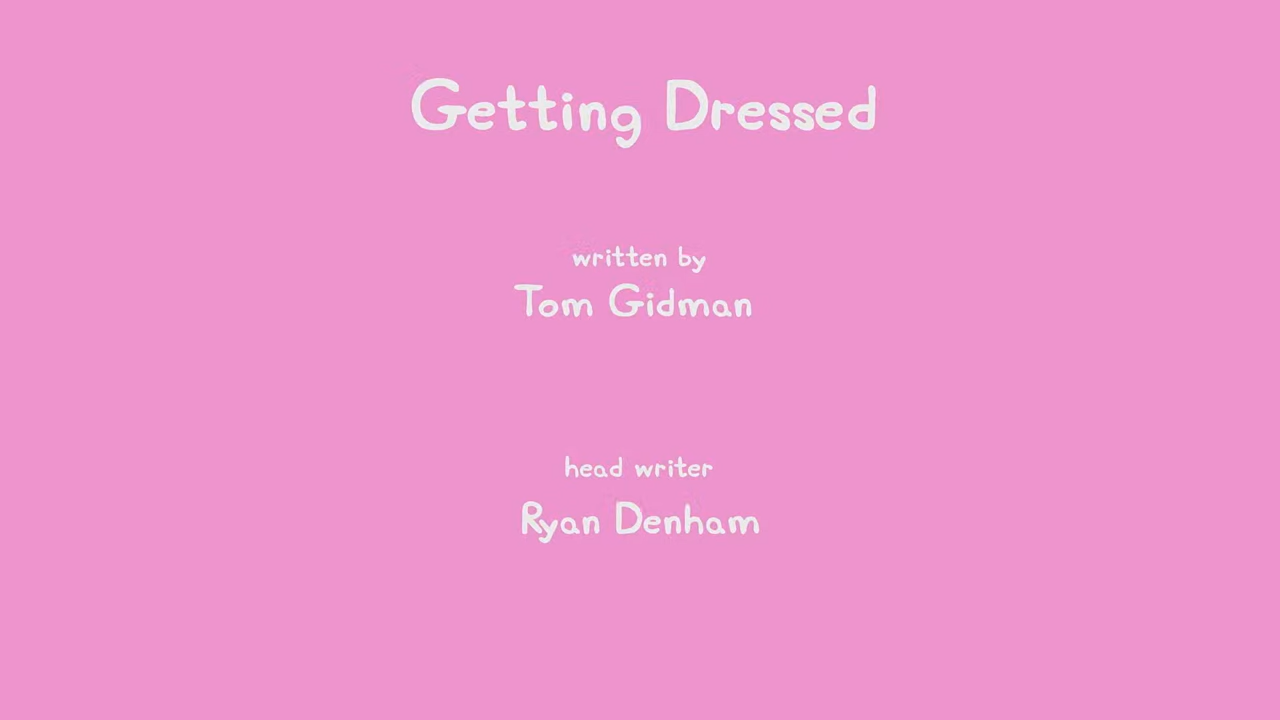 Getting Dressed
written by
Tom Gidman
head writer
Ryan Denham